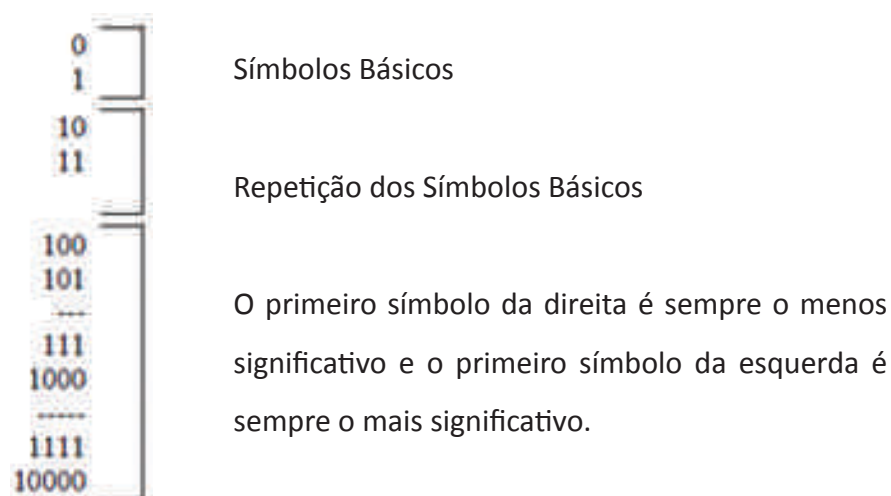 0
1
Símbolos Básicos
10
11
Repetição dos Símbolos Básicos
100
101
---
111
1000
-----
1111
10000
O primeiro símbolo da direita é sempre o menos
significativo e o primeiro símbolo da esquerda é
sempre o mais significativo.